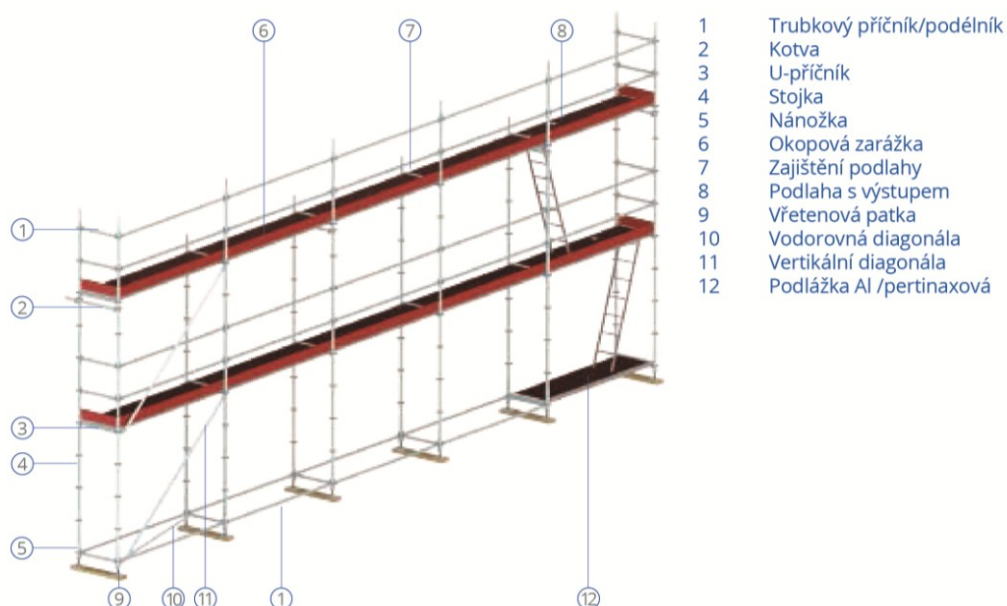 6
7
8
1
2
3
4
5
9
10
11
1
12
1 Trubkový příčník/podélník
2 Kotva
3 U-příčník
4 Stojka
5 Nánožka
6 Okopová zarážka
7 Zajištění podlahy
8 Podlaha s výstupem
9 Vřetenová patka
10 Vodorovná diagonála
11 Vertikální diagonála
12 Podlážka Al /pertinaxová